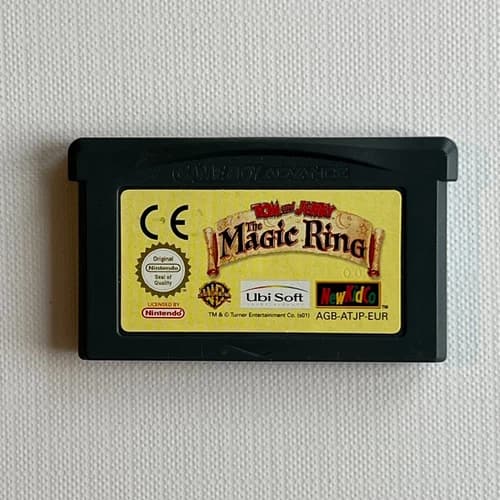 GAME BOY ADVANCE
CE
TOM and JERRY
The
Magic Ring
Original
Nintendo
Seal of
Quality
LICENSED BY
Nintendo
WB
Ubi Soft
NewKidCo
TM & © Turner Entertainment Co. (s01)
AGB-ATJP-EUR